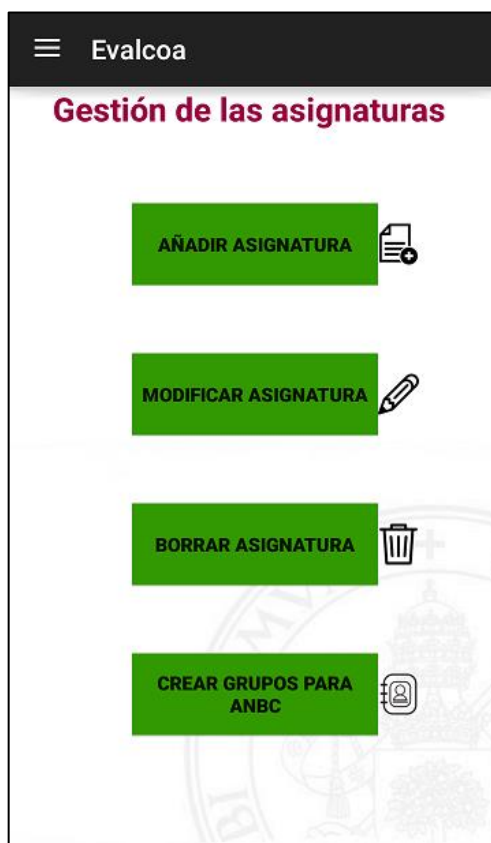 Evalcoa
Gestión de las asignaturas
AÑADIR ASIGNATURA
MODIFICAR ASIGNATURA
BORRAR ASIGNATURA
CREAR GRUPOS PARA
ANBC